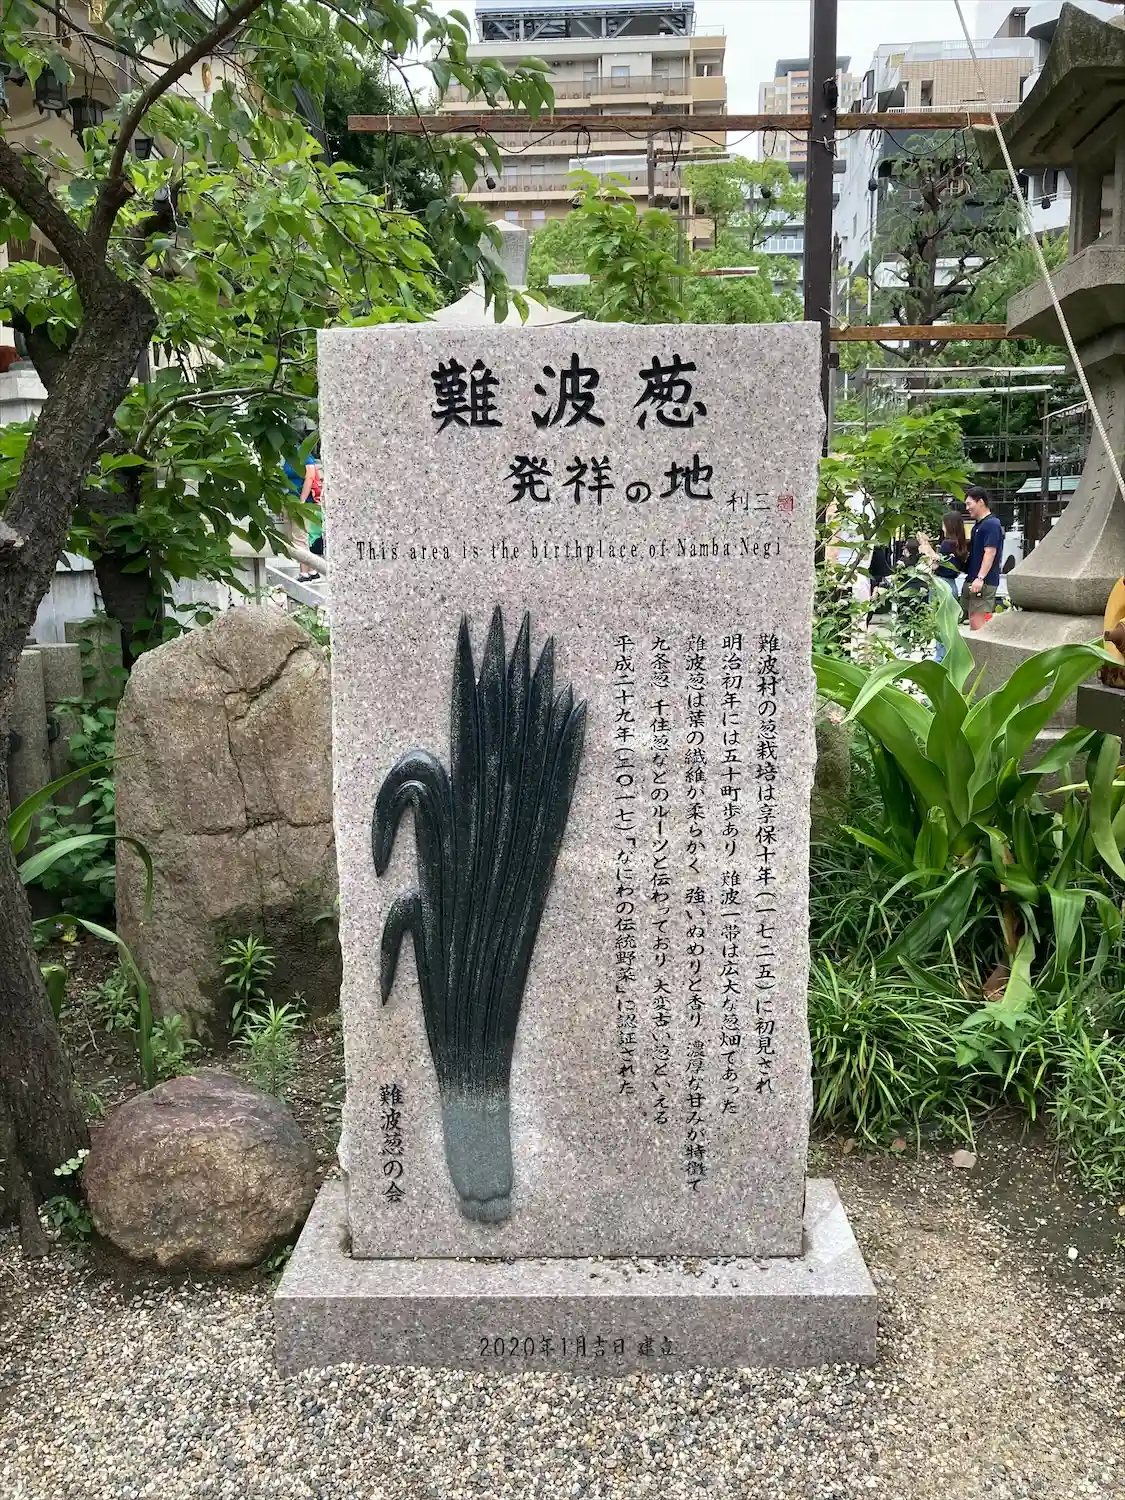 難波葱
発祥の地
利三
This area is the birthplace of Namba Negi
難波村の葱栽培は享保十年(一七二五)に初見され
明治初年には五十町歩あり 難波一帯は広大な葱畑であった
難波葱は葉の繊維が柔らかく 強いぬめりと香り 濃厚な甘みが特徴で
九条葱 千住葱などのルーツと伝わっており 大変古い葱といえる
平成二十九年(二〇一七)「なにわの伝統野菜」に認証された
難波葱の会
2020年1月吉日 建立